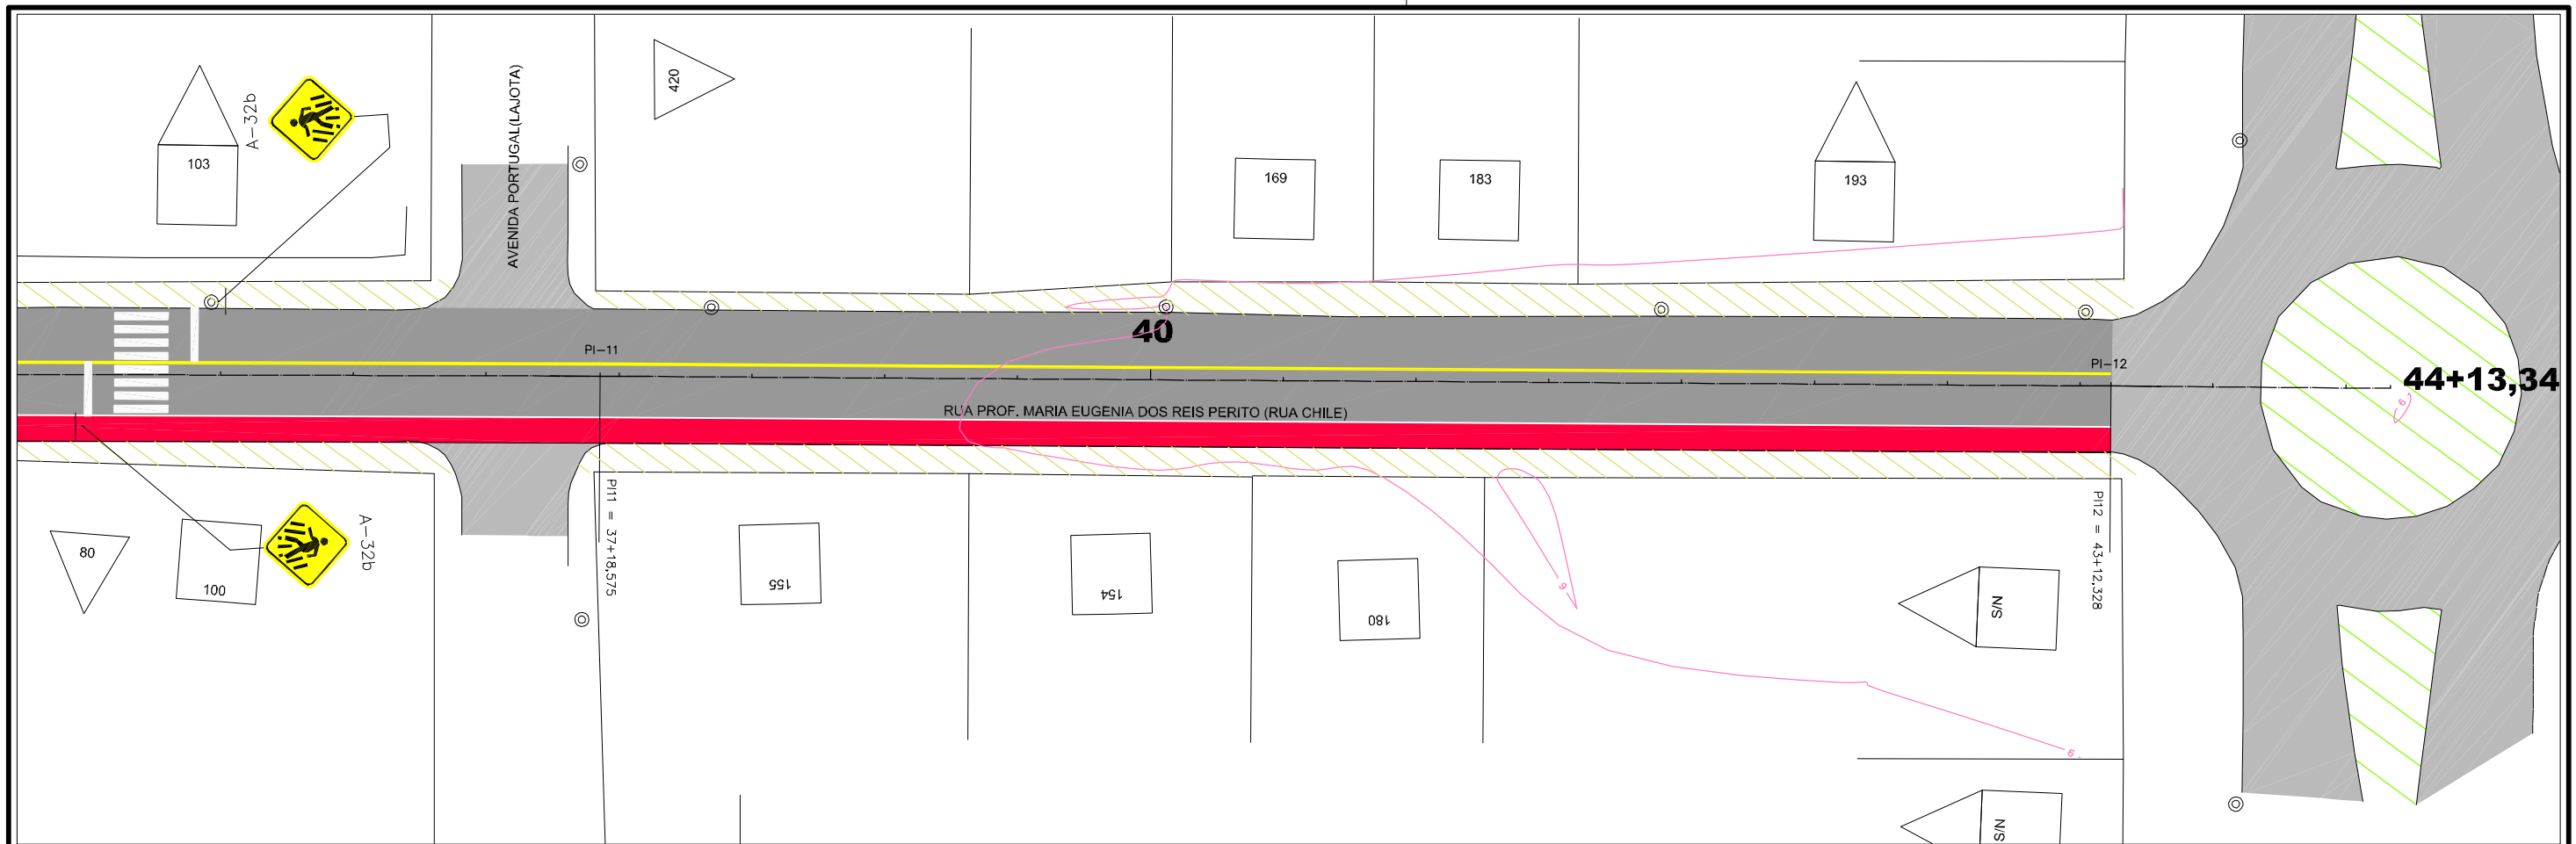 103
A-32b
AVENIDA PORTUGAL(LAJOTA)
420
169
183
193
40
PI-11
PI-12
44+13,34
RUA PROF. MARIA EUGENIA DOS REIS PERITO (RUA CHILE)
80
100
A-32b
PI11 = 37+18,575
155
154
180
S/N
PI12 = 43+12,328
S/N